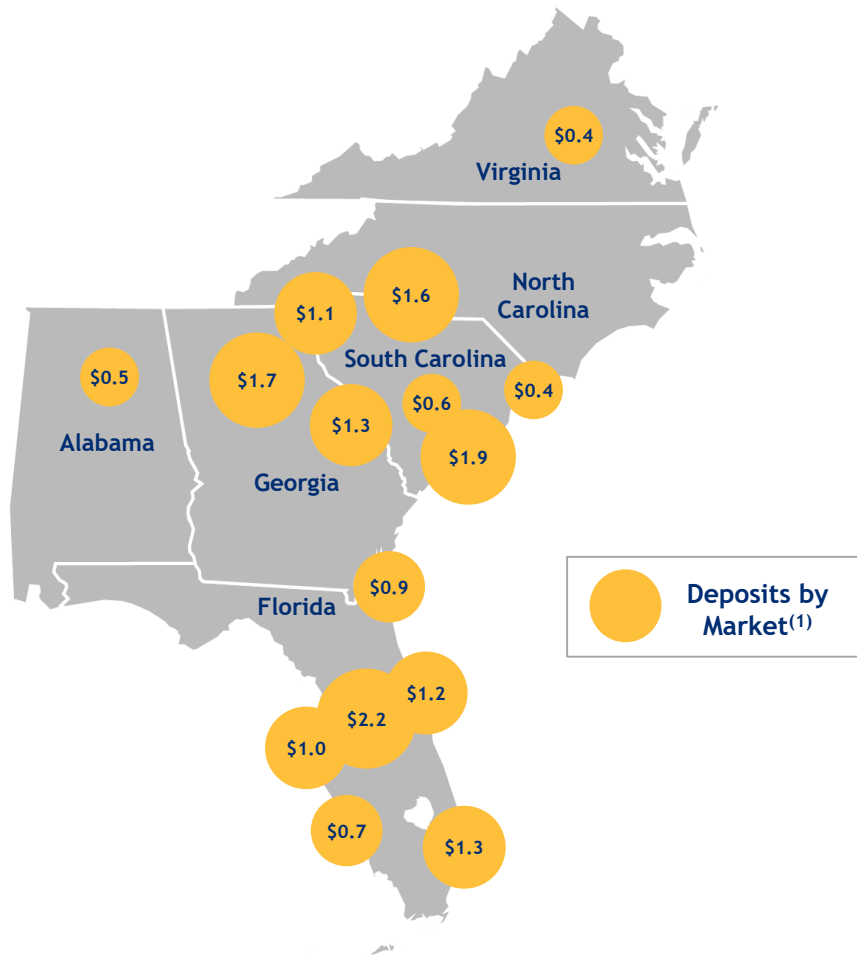 $0.4
Virginia
North
Carolina
$1.6
$1.1
South Carolina
$0.5
$1.7
$0.6
$0.4
$1.3
Alabama
$1.9
Georgia
$0.9
Florida
Deposits by
Market(1)
$1.2
$2.2
$1.0
$0.7
$1.3